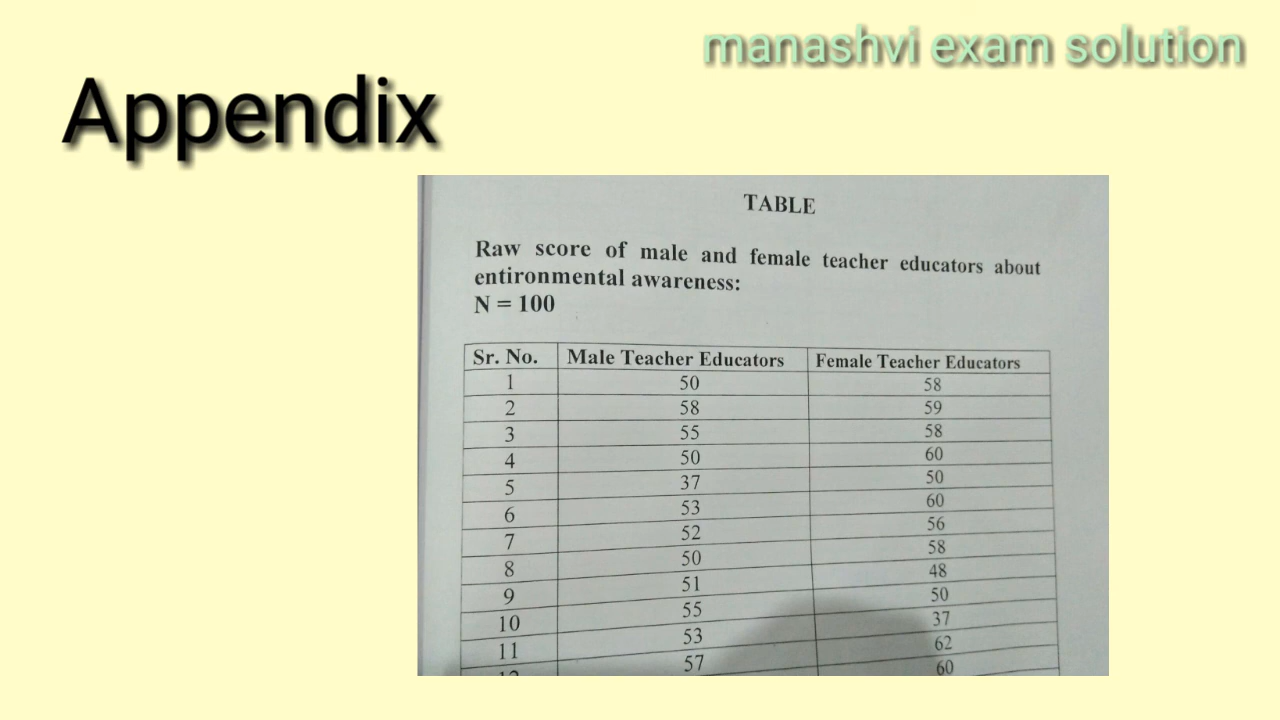 manashvi exam solution
Appendix
TABLE
Raw score of male and female teacher educators about
entironmental awareness:
N = 100
Sr. No. Male Teacher Educators Female Teacher Educators
1 50 58
2 58 59
3 55 58
4 50 60
5 37 50
6 53 60
7 52 56
8 50 58
9 51 48
10 55 50
11 53 37
57 62
60